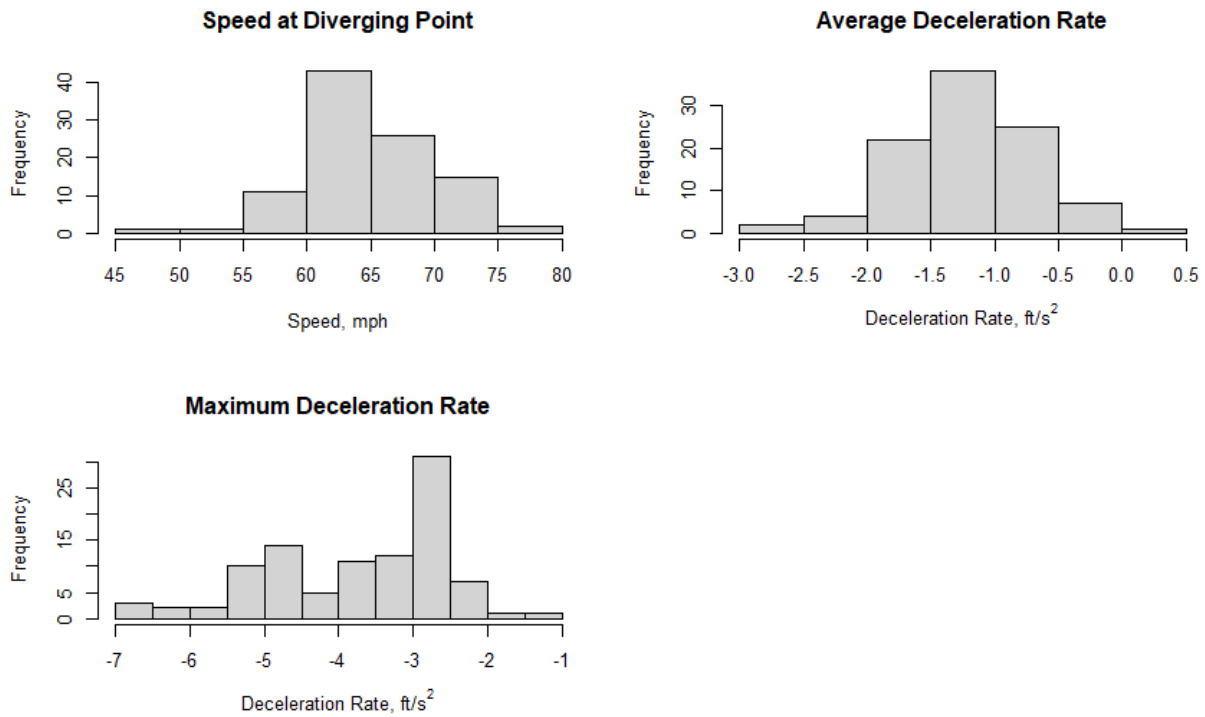 Speed at Diverging Point
Frequency
0 10 20 30 40
45 50 55 60 65 70 75 80
Speed, mph
Average Deceleration Rate
Frequency
0 10 20 30
-3.0 -2.5 -2.0 -1.5 -1.0 -0.5 0.0 0.5
Deceleration Rate, ft/s²
Maximum Deceleration Rate
Frequency
0 5 15 25
-7 -6 -5 -4 -3 -2 -1
Deceleration Rate, ft/s²